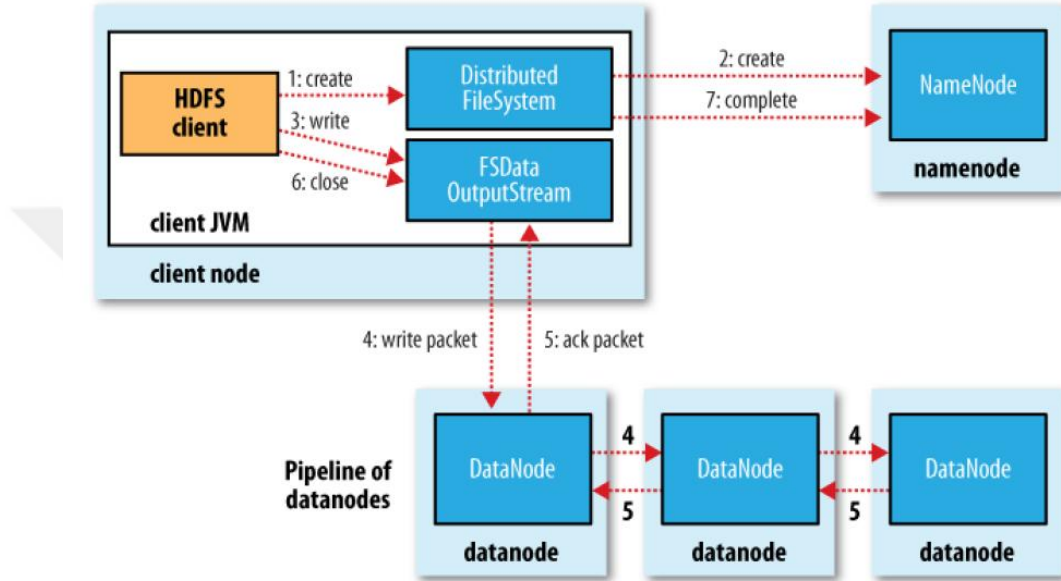 HDFS
client
1: create
3: write
6: close
Distributed
FileSystem
FSData
OutputStream
client JVM
client node
2: create
7: complete
NameNode
namenode
4: write packet
5: ack packet
Pipeline of
datanodes
DataNode
datanode
4
5
DataNode
datanode
4
5
DataNode
datanode